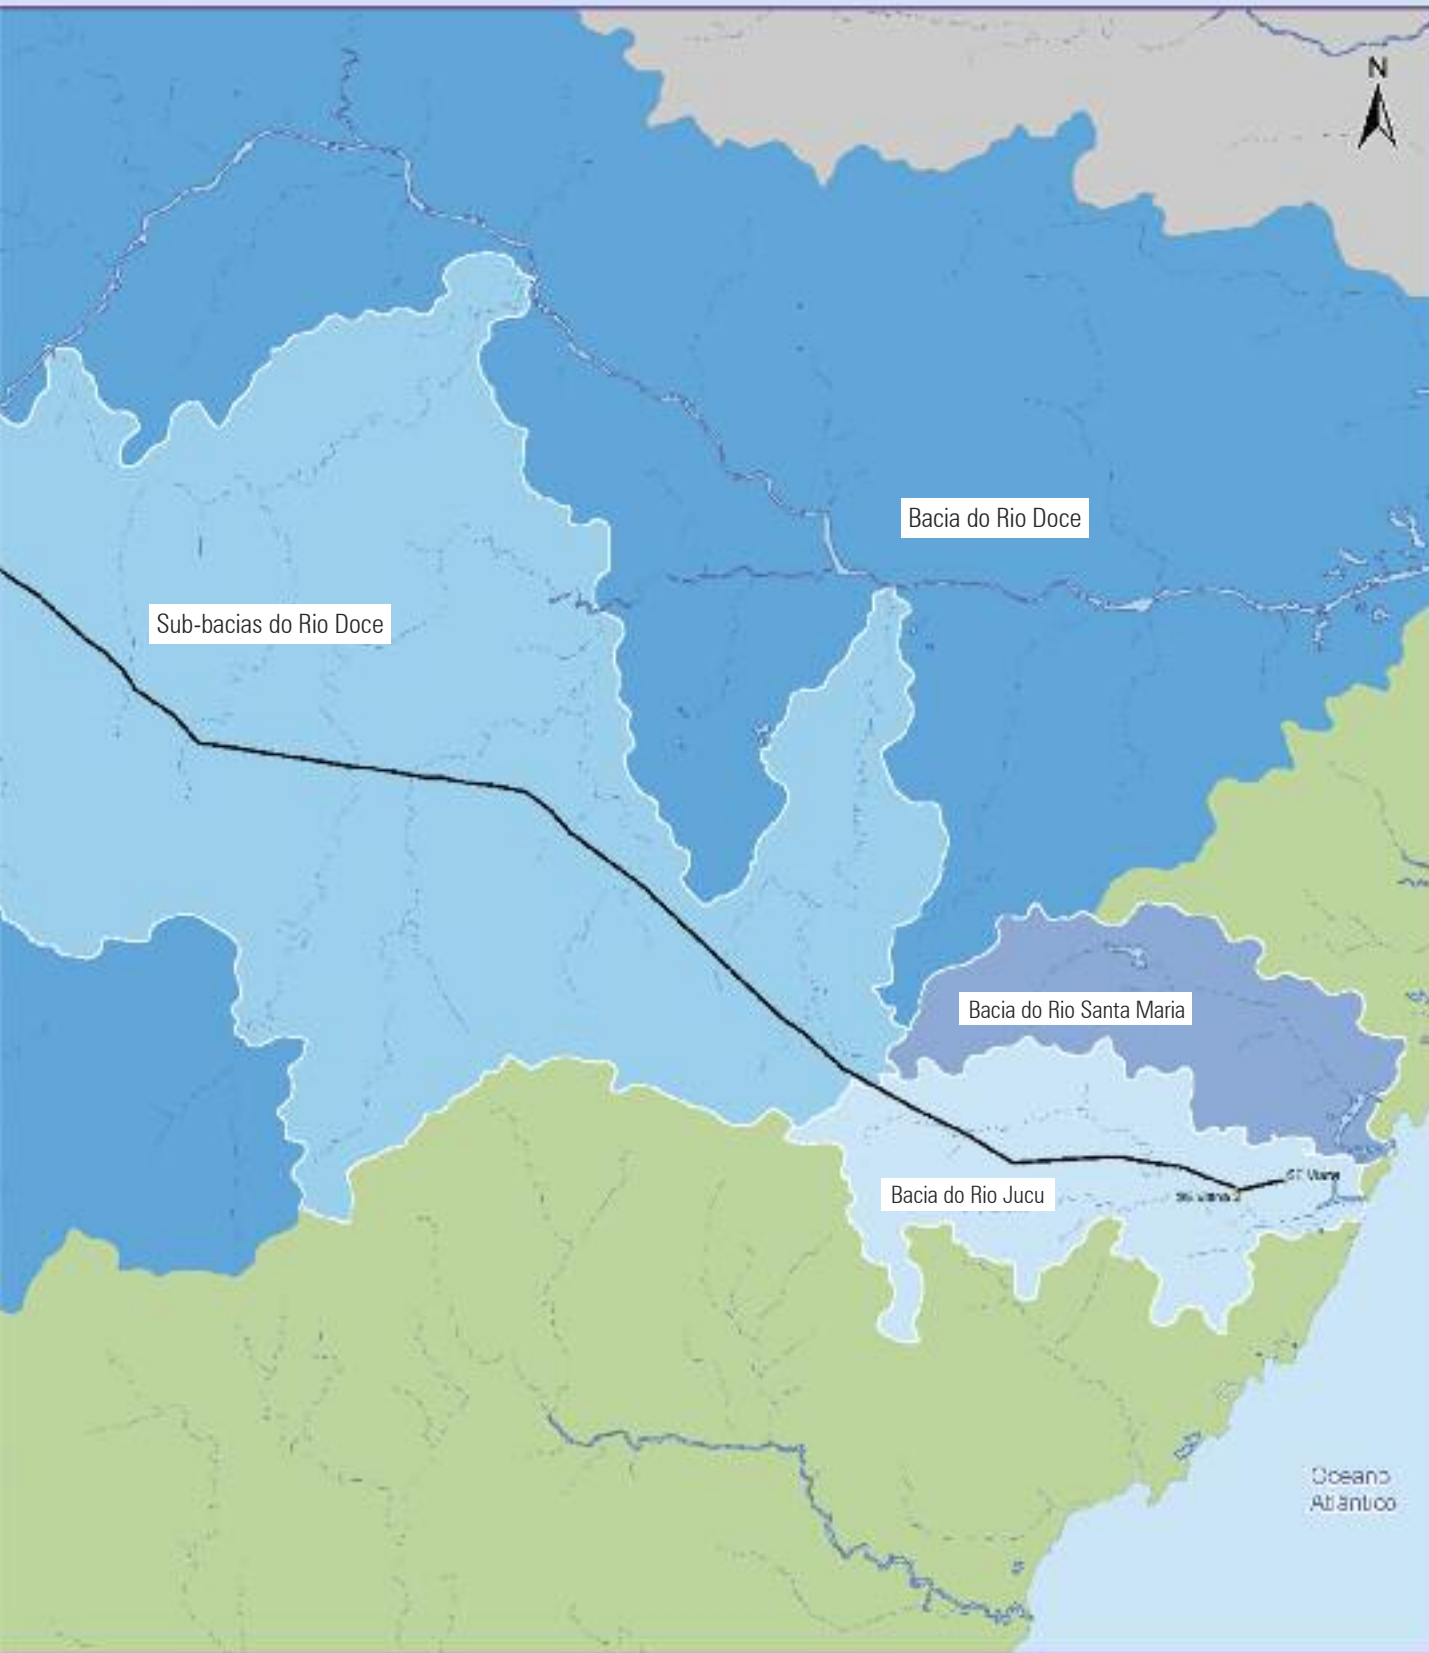 N
Bacia do Rio Doce
Sub-bacias do Rio Doce
Bacia do Rio Santa Maria
Bacia do Rio Jucu
Oceano
Atlântico